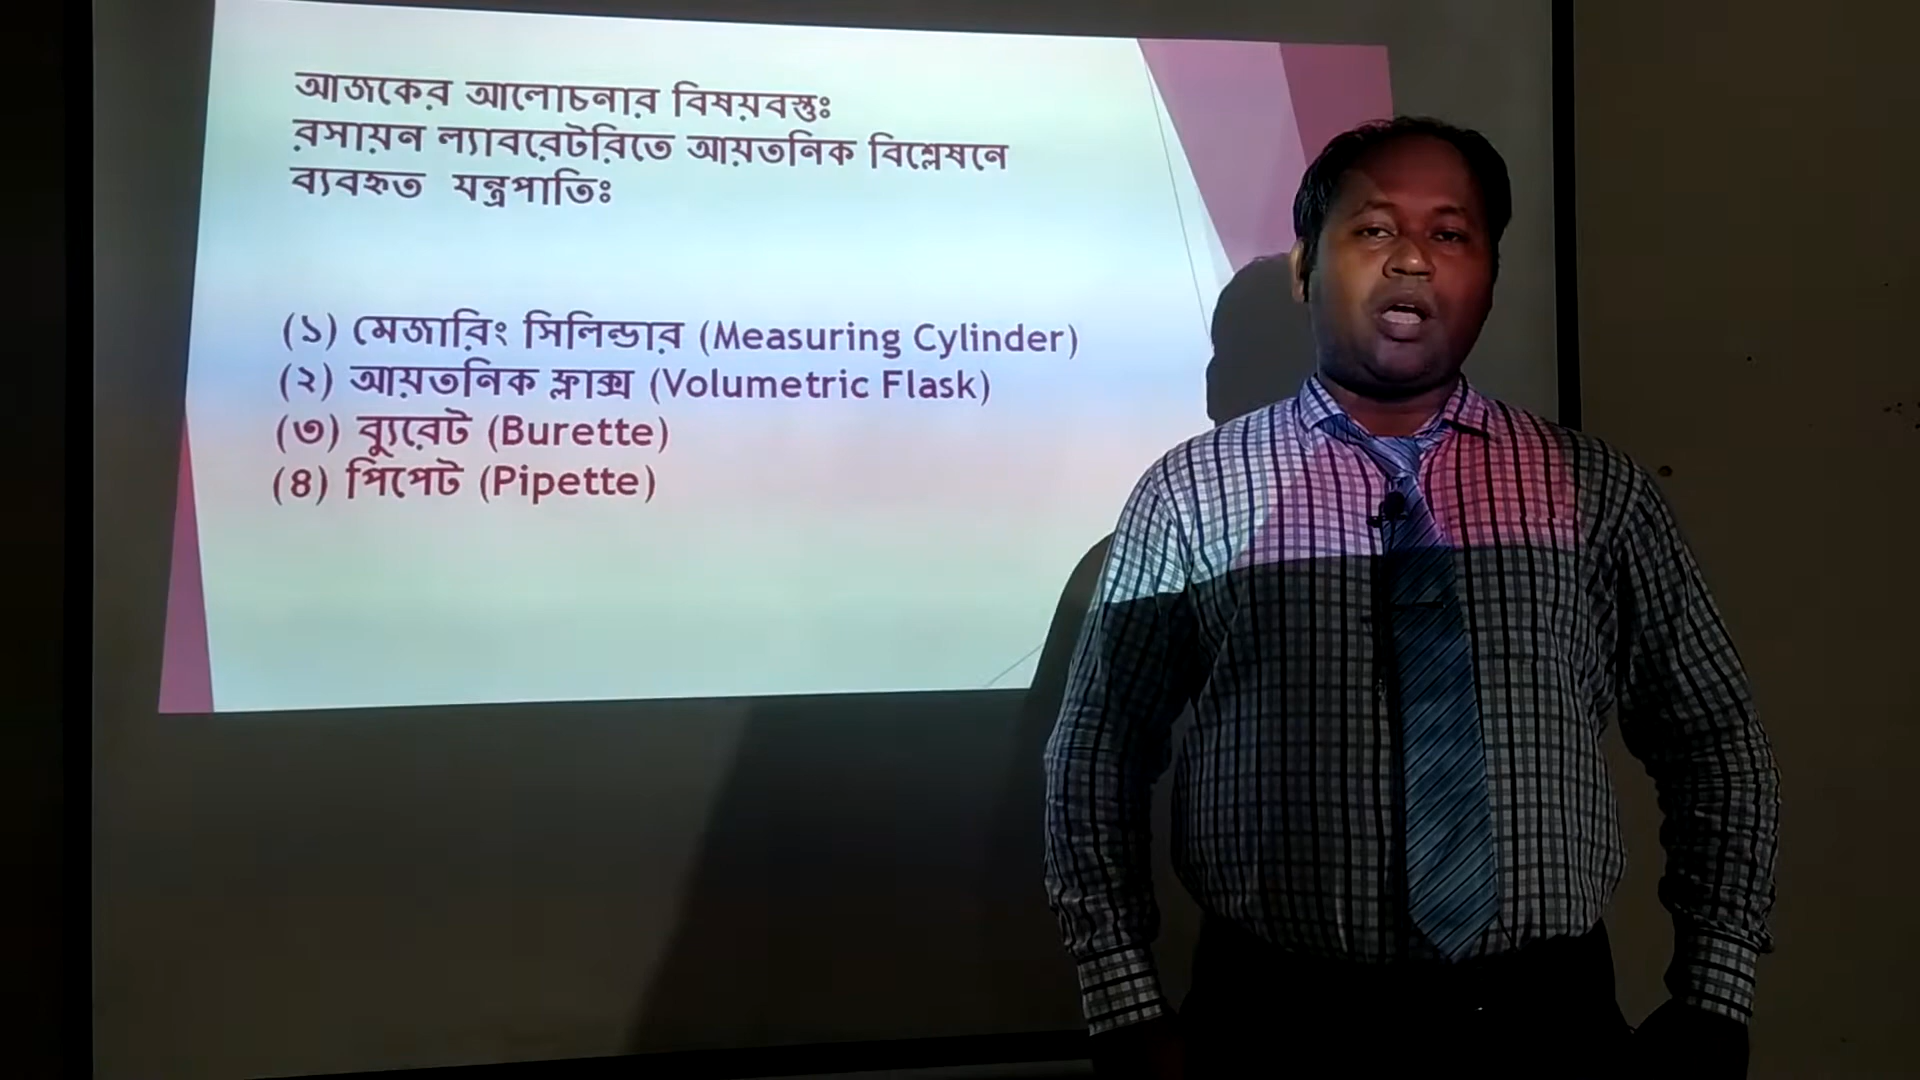 আজকের আলোচনার বিষয়বস্তুঃ
রসায়ন ল্যাবরেটরিতে আয়তনিক বিশ্লেষনে
ব্যবহৃত যন্ত্রপাতিঃ
(১) মেজারিং সিলিন্ডার (Measuring Cylinder)
(২) আয়তনিক ফ্লাক্স (Volumetric Flask)
(৩) ব্যুরেট (Burette)
(৪) পিপেট (Pipette)